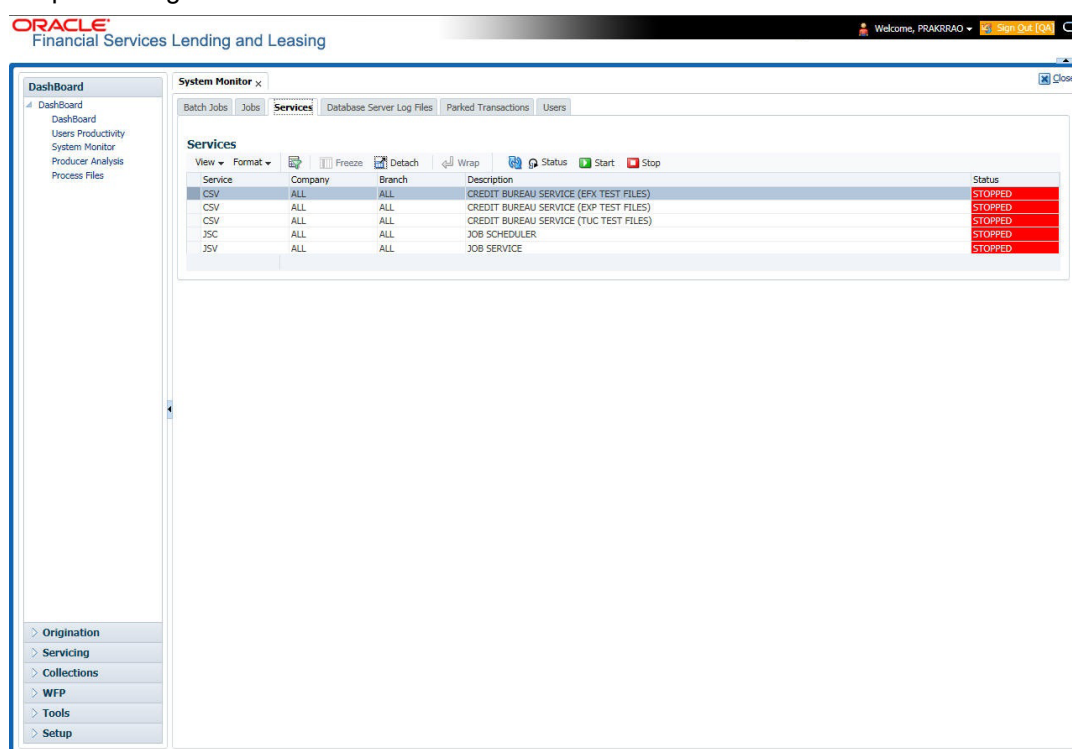 ORACLE
Financial Services Lending and Leasing
Welcome, PRAKRRAO
Sign Out [QA]
DashBoard
DashBoard
DashBoard
Users Productivity
System Monitor
Producer Analysis
Process Files
Origination
Servicing
Collections
WFP
Tools
Setup
System Monitor x
Close
Batch Jobs Jobs Services Database Server Log Files Parked Transactions Users
Services
View Format Freeze Detach Wrap Status Start Stop
Service Company Branch Description Status
CSV ALL ALL CREDIT BUREAU SERVICE (EFX TEST FILES) STOPPED
CSV ALL ALL CREDIT BUREAU SERVICE (EXP TEST FILES) STOPPED
CSV ALL ALL CREDIT BUREAU SERVICE (TUC TEST FILES) STOPPED
JSC ALL ALL JOB SCHEDULER STOPPED
JSV ALL ALL JOB SERVICE STOPPED